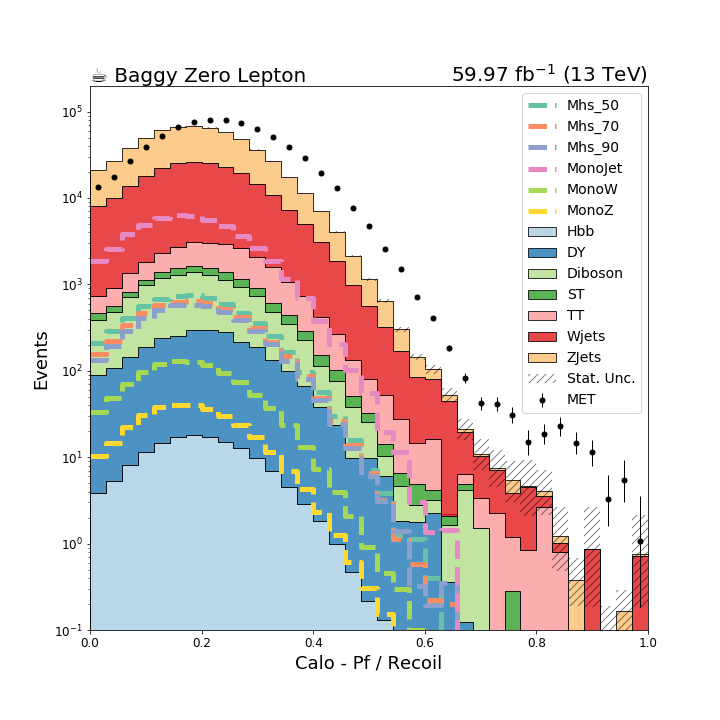 ☕ Baggy Zero Lepton
59.97 fb⁻¹ (13 TeV)
Events
10⁵
10⁴
10³
10²
10¹
10⁰
10⁻¹
Mhs_50
Mhs_70
Mhs_90
MonoJet
MonoW
MonoZ
Hbb
DY
Diboson
ST
TT
Wjets
ZJets
Stat. Unc.
MET
0.0 0.2 0.4 0.6 0.8 1.0
Calo - Pf / Recoil